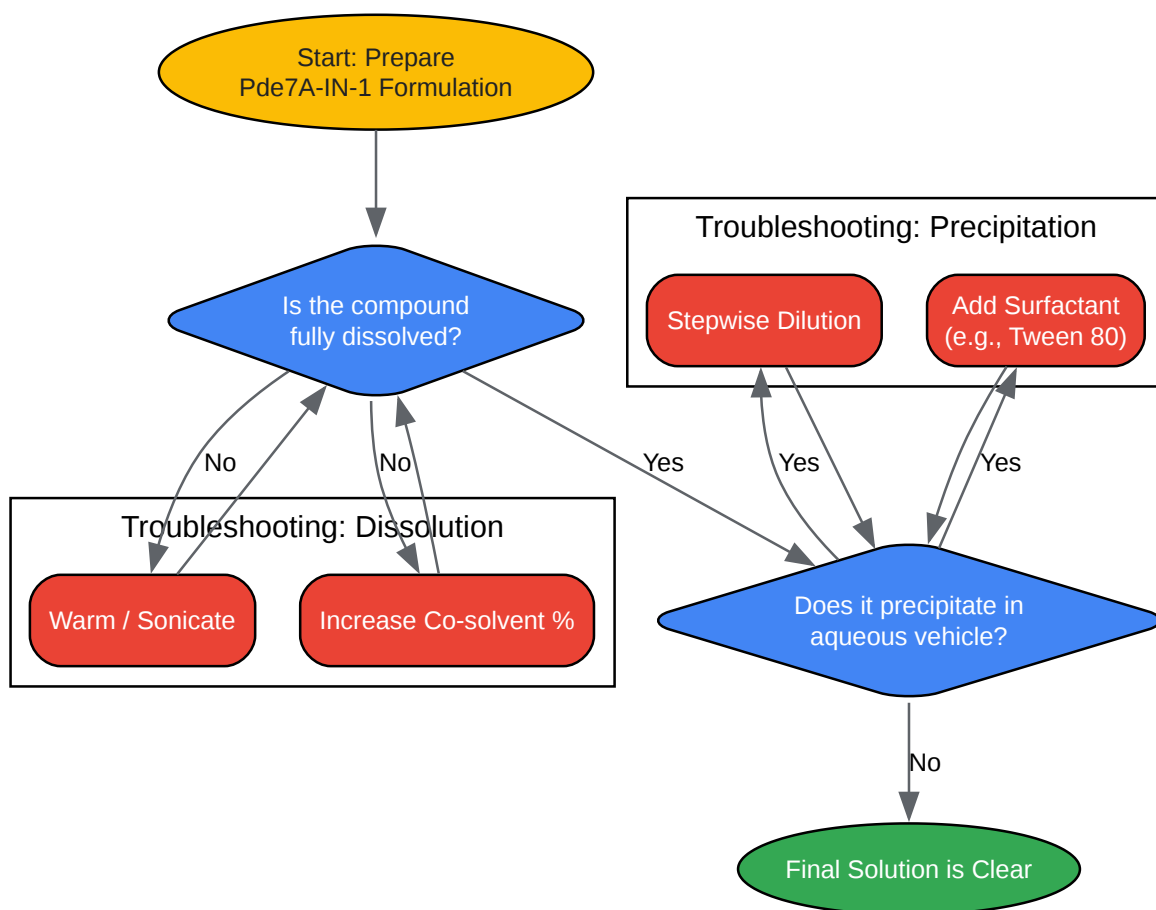 Start: Prepare
Pde7A-IN-1 Formulation
Troubleshooting: Precipitation
Is the compound
fully dissolved?
Stepwise Dilution
Add Surfactant
(e.g., Tween 80)
No
No
Yes
Yes
Yes
Troubleshooting: Dissolution
Warm / Sonicate
Increase Co-solvent %
Does it precipitate in
aqueous vehicle?
No
Final Solution is Clear